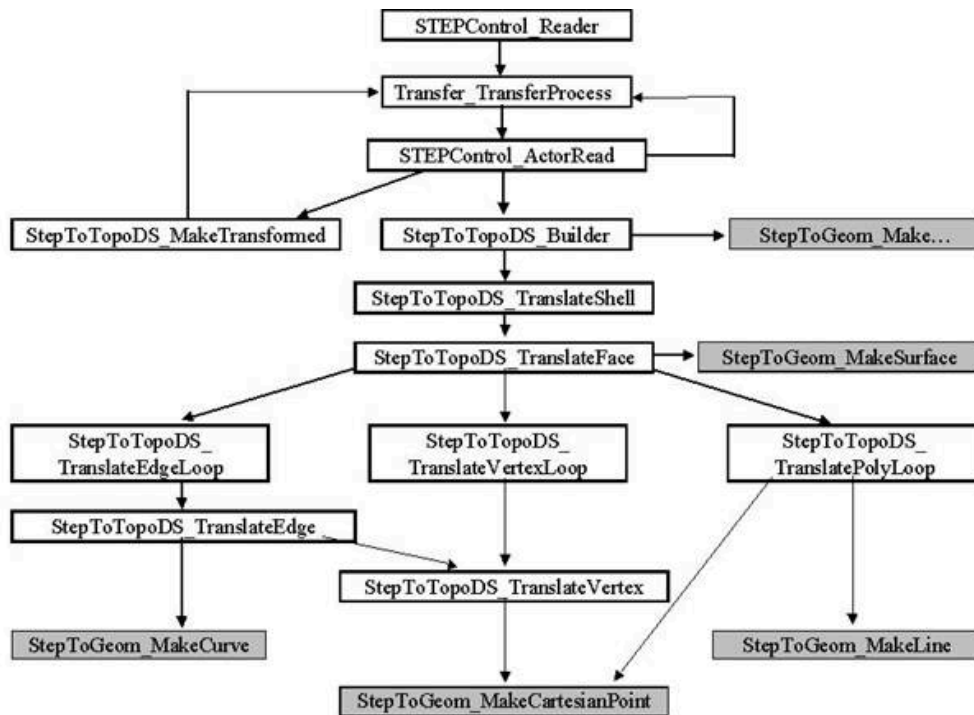 STEPControl_Reader
Transfer_TransferProcess
STEPControl_ActorRead
StepToTopoDS_MakeTransformed
StepToTopoDS_Builder
StepToGeom_Make…
StepToTopoDS_TranslateShell
StepToTopoDS_TranslateFace
StepToGeom_MakeSurface
StepToTopoDS_
TranslateEdgeLoop
StepToTopoDS_
TranslateVertexLoop
StepToTopoDS_
TranslatePolyLoop
StepToTopoDS_TranslateEdge
StepToTopoDS_TranslateVertex
StepToGeom_MakeCurve
StepToGeom_MakeLine
StepToGeom_MakeCartesianPoint